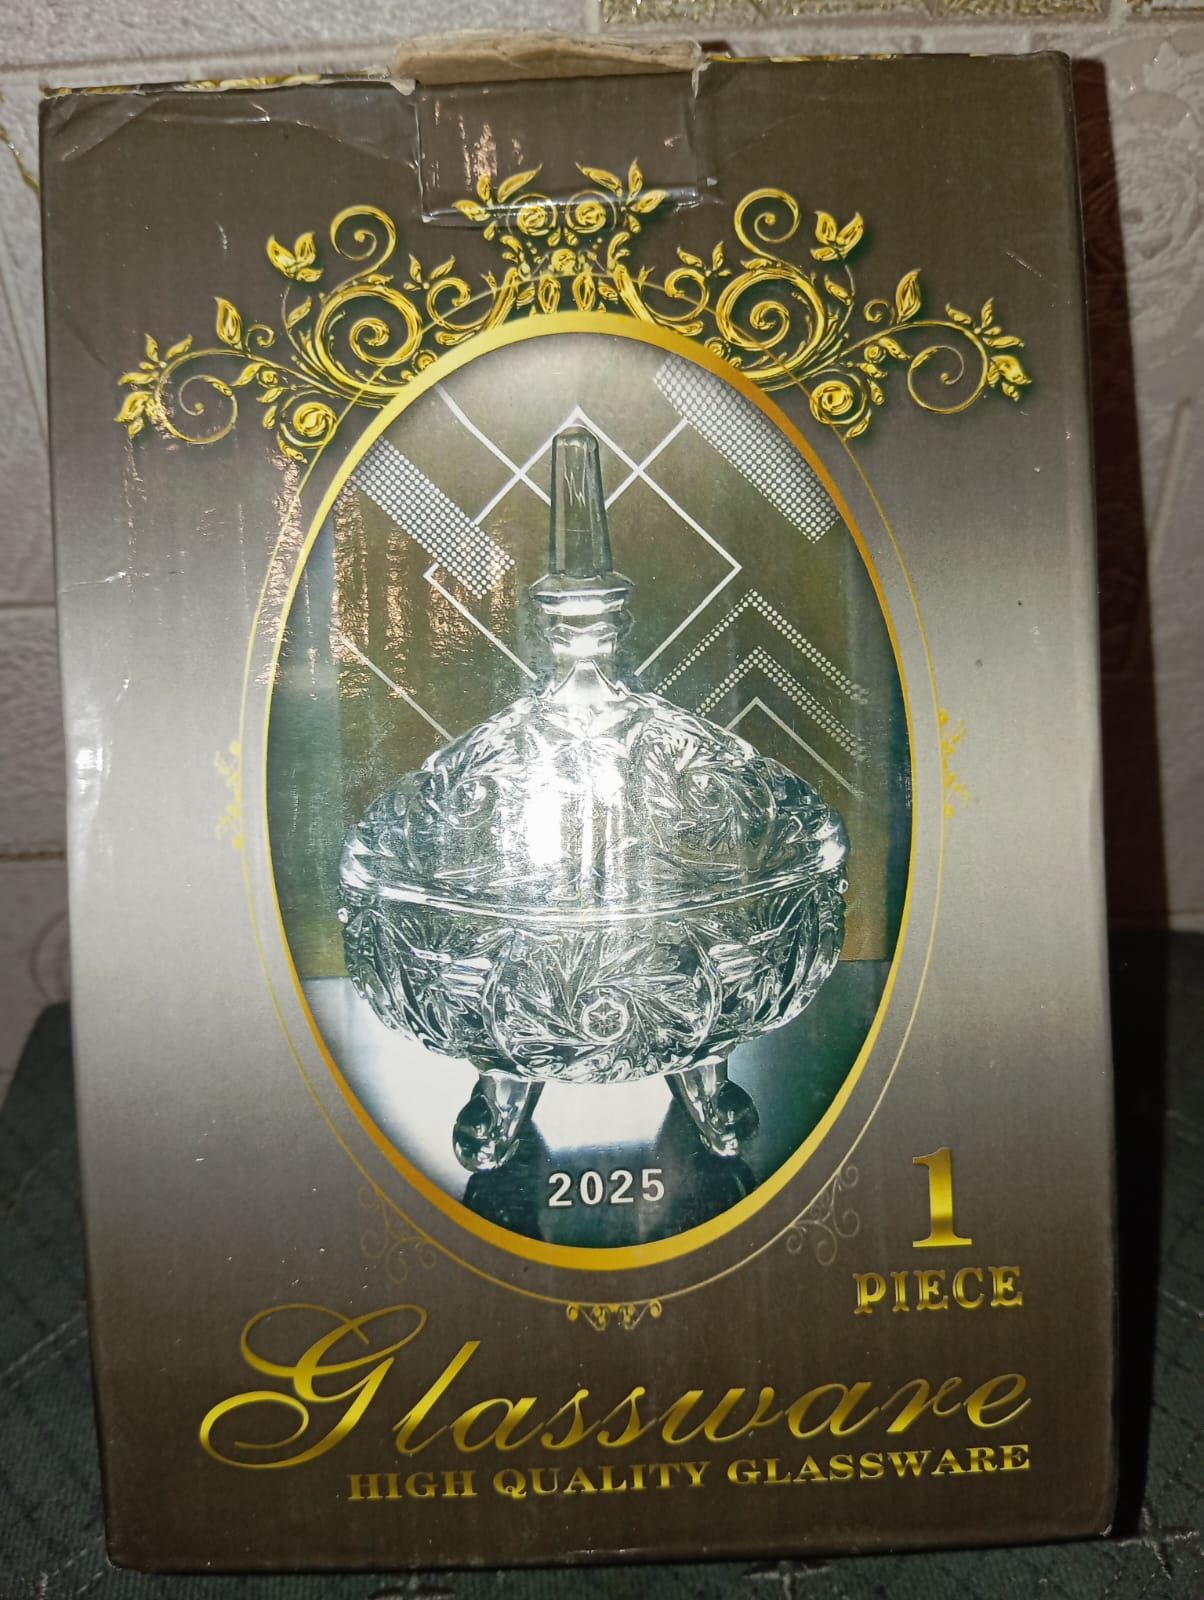 2025
1
PIECE
Glassware
HIGH QUALITY GLASSWARE